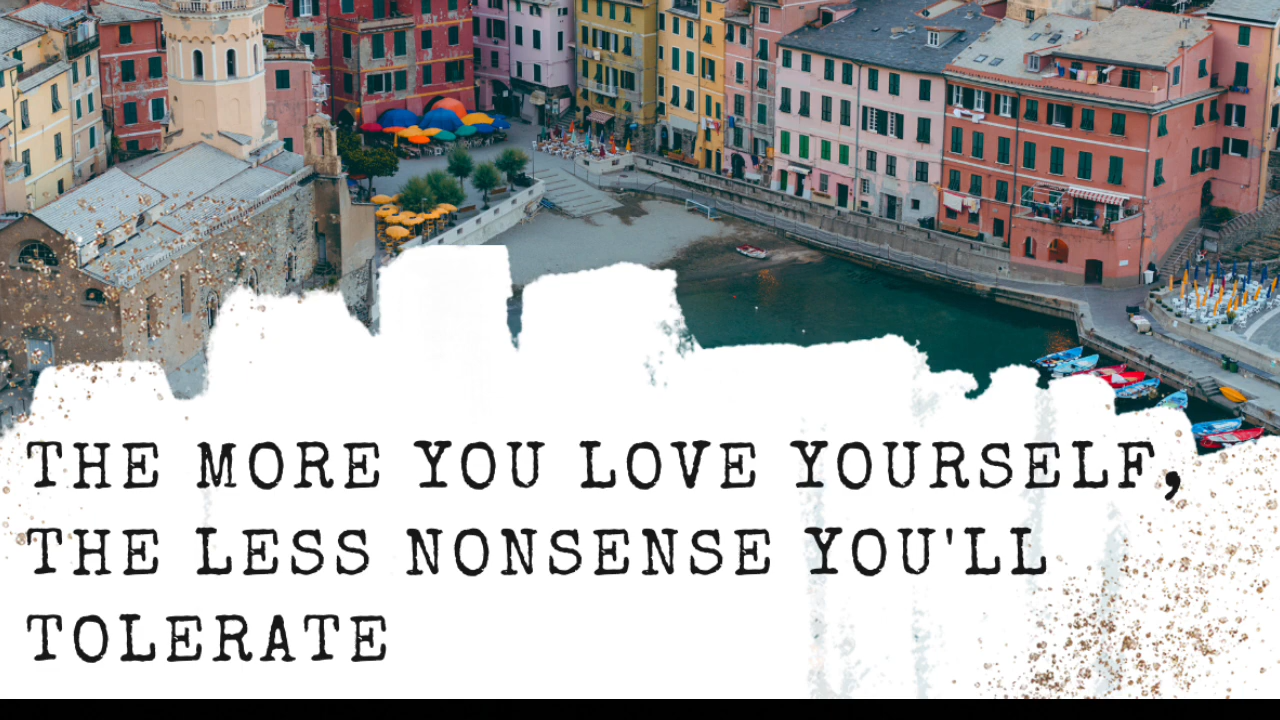 THE MORE YOU LOVE YOURSELF,
THE LESS NONSENSE YOU'LL
TOLERATE